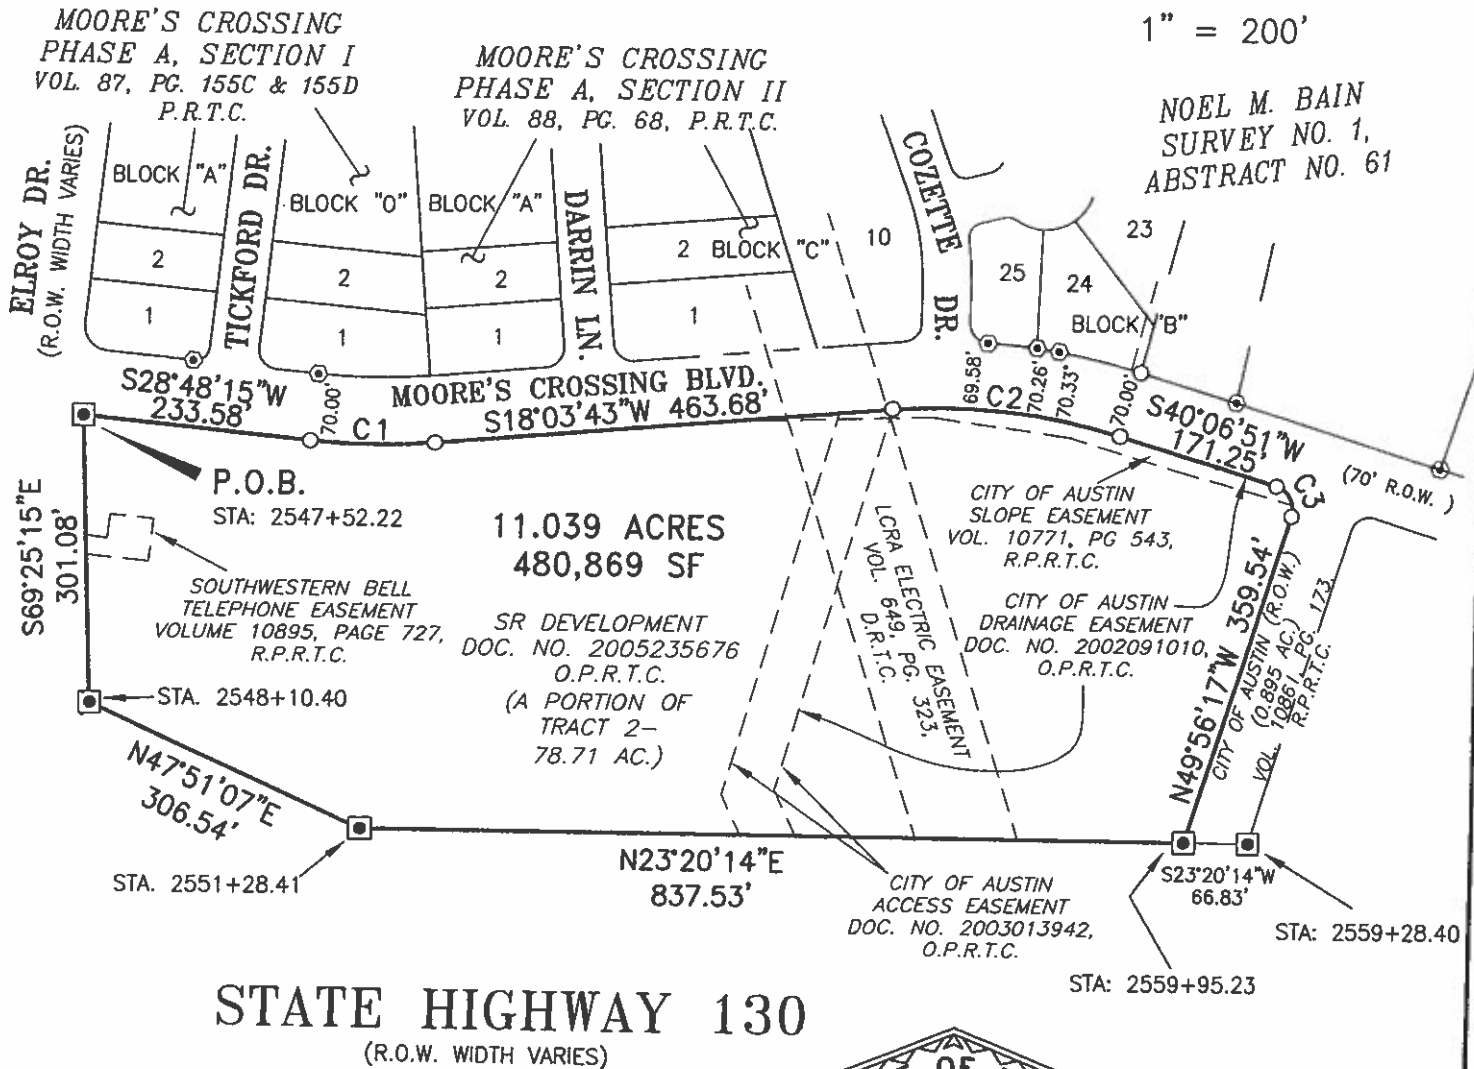 MOORE'S CROSSING
PHASE A, SECTION I
VOL. 87, PG. 155C & 155D
P.R.T.C.
MOORE'S CROSSING
PHASE A, SECTION II
VOL. 88, PG. 68, P.R.T.C.
1" = 200'
NOEL M. BAIN
SURVEY NO. 1,
ABSTRACT NO. 61
ELROY DR.
(R.O.W. WIDTH VARIES)
BLOCK "A"
2
1
TICKFORD DR.
BLOCK "O"
2
1
BLOCK "A"
2
1
DARRIN LN.
2 BLOCK "C"
1
10
COZETTE DR.
25
24
23
BLOCK "B"
S28°48'15"W
233.58'
70.00'
C1
MOORE'S CROSSING BLVD.
S18°03'43"W 463.68'
69.58'
C2
70.26'
70.33'
70.00'
S40°06'51"W
171.25'
C3
(70' R.O.W. )
P.O.B.
STA: 2547+52.22
S69°25'15"E
301.08'
11.039 ACRES
480,869 SF
SOUTHWESTERN BELL
TELEPHONE EASEMENT
VOLUME 10895, PAGE 727,
R.P.R.T.C.
SR DEVELOPMENT
DOC. NO. 2005235676
O.P.R.T.C.
(A PORTION OF
TRACT 2–
78.71 AC.)
LCRA ELECTRIC EASEMENT
VOL. 649, PG. 323,
D.R.T.C.
CITY OF AUSTIN
SLOPE EASEMENT
VOL. 10771, PG 543,
R.P.R.T.C.
CITY OF AUSTIN
DRAINAGE EASEMENT
DOC. NO. 2002091010,
O.P.R.T.C.
N49°56'17"W 359.54'
CITY OF AUSTIN (R.O.W.)
(0.895 AC.)
VOL. 10861, PG. 173,
R.P.R.T.C.
STA. 2548+10.40
N47°51'07"E
306.54'
STA. 2551+28.41
N23°20'14"E
837.53'
CITY OF AUSTIN
ACCESS EASEMENT
DOC. NO. 2003013942,
O.P.R.T.C.
S23°20'14"W
66.83'
STA: 2559+28.40
STA: 2559+95.23
STATE HIGHWAY 130
(R.O.W. WIDTH VARIES)
OF